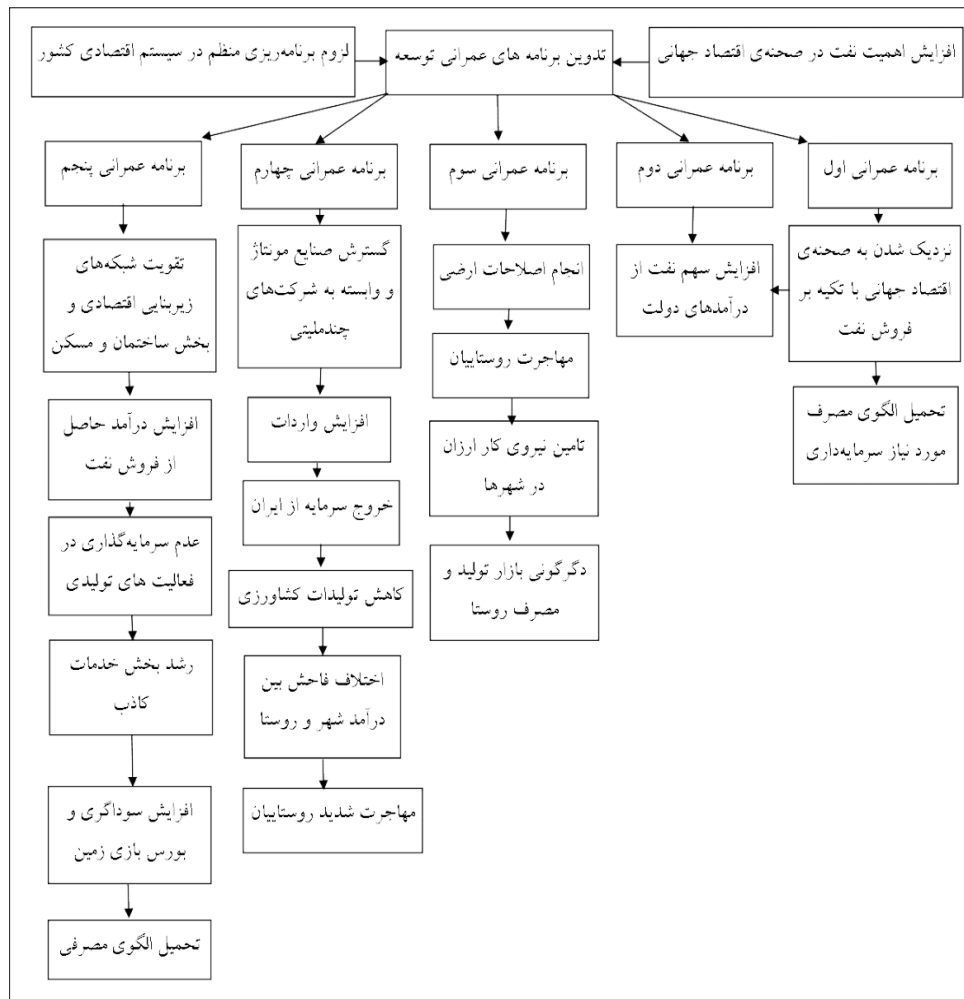 افزایش اهمیت نفت در صحنه‌ی اقتصاد جهانی
تدوین برنامه های عمرانی توسعه
لزوم برنامه‌ریزی منظم در سیستم اقتصادی کشور
برنامه عمرانی اول
نزدیک شدن به صحنه‌ی
اقتصاد جهانی با تکیه بر
فروش نفت
تحمیل الگوی مصرف
مورد نیاز سرمایه‌داری
برنامه عمرانی دوم
افزایش سهم نفت از
درآمدهای دولت
برنامه عمرانی سوم
انجام اصلاحات ارضی
مهاجرت روستاییان
تامین نیروی کار ارزان
در شهرها
دگرگونی بازار تولید و
مصرف روستا
برنامه عمرانی چهارم
گسترش صنایع مونتاژ
و وابسته به شرکت‌های
چندملیتی
افزایش واردات
خروج سرمایه از ایران
کاهش تولیدات کشاورزی
اختلاف فاحش بین
درآمد شهر و روستا
مهاجرت شدید روستاییان
برنامه عمرانی پنجم
تقویت شبکه‌های
زیربنایی اقتصادی و
بخش ساختمان و مسکن
افزایش درآمد حاصل
از فروش نفت
عدم سرمایه‌گذاری در
فعالیت های تولیدی
رشد بخش خدمات
کاذب
افزایش سوداگری و
بورس بازی زمین
تحمیل الگوی مصرفی